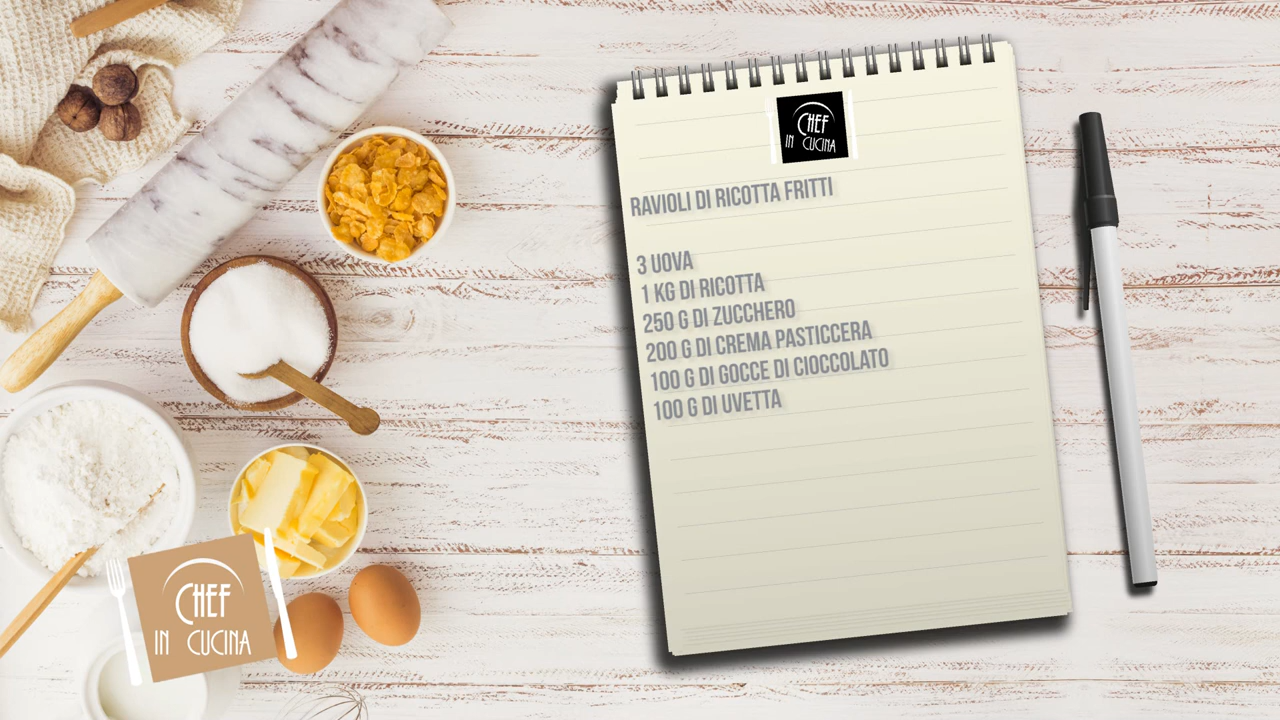 CHEF
IN CUCINA
RAVIOLI DI RICOTTA FRITTI
3 UOVA
1 KG DI RICOTTA
250 G DI ZUCCHERO
200 G DI CREMA PASTICCERA
100 G DI GOCCE DI CIOCCOLATO
100 G DI UVETTA
CHEF
IN CUCINA